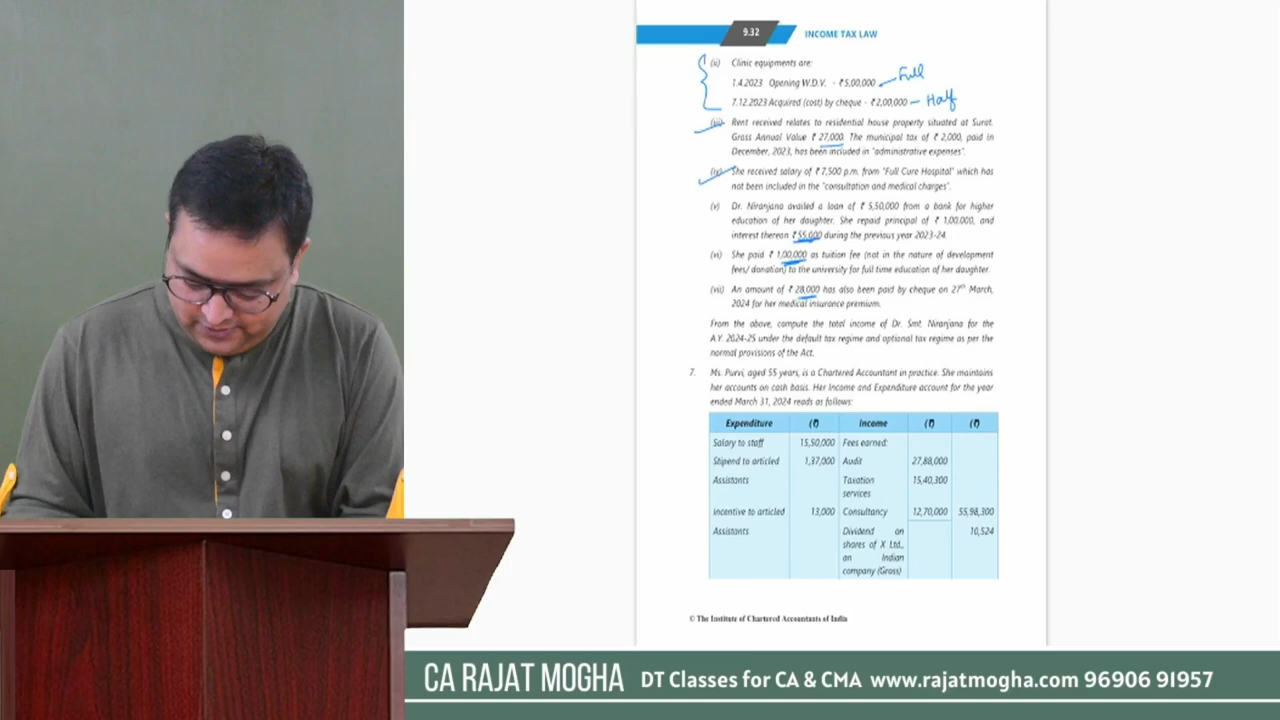 9.32
INCOME TAX LAW
(ii) Clinic equipments are:
1.4.2023 Opening W.D.V. - ₹ 5,00,000 Full
7.12.2023 Acquired (cost) by cheque - ₹ 2,00,000 Half
(iii) Rent received relates to residential house property situated at Surat.
Gross Annual Value ₹ 27,000. The municipal tax of ₹ 2,000, paid in
December, 2023, has been included in "administrative expenses".
(iv) She received salary of ₹ 7,500 p.m. from "Full Cure Hospital" which has
not been included in the "consultation and medical charges".
(v) Dr. Niranjana availed a loan of ₹ 5,50,000 from a bank for higher
education of her daughter. She repaid principal of ₹ 1,00,000, and
interest thereon ₹ 55,000 during the previous year 2023-24.
(vi) She paid ₹ 1,00,000 as tuition fee (not in the nature of development
fees/ donation) to the university for full time education of her daughter.
(vii) An amount of ₹ 28,000 has also been paid by cheque on 27th March,
2024 for her medical insurance premium.
From the above, compute the total income of Dr. Smt. Niranjana for the
A.Y. 2024-25 under the default tax regime and optional tax regime as per the
normal provisions of the Act.
7. Ms. Purvi, aged 55 years, is a Chartered Accountant in practice. She maintains
her accounts on cash basis. Her Income and Expenditure account for the year
ended March 31, 2024 reads as follows:
Expenditure (₹) Income (₹) (₹)
Salary to staff 15,50,000 Fees earned:
Stipend to articled 1,37,000 Audit 27,88,000
Assistants Taxation 15,40,300
services
Incentive to articled 13,000 Consultancy 12,70,000 55,98,300
Assistants Dividend on 10,524
shares of X Ltd.,
an Indian
company (Gross)
© The Institute of Chartered Accountants of India
CA RAJAT MOGHA DT Classes for CA & CMA www.rajatmogha.com 96906 91957